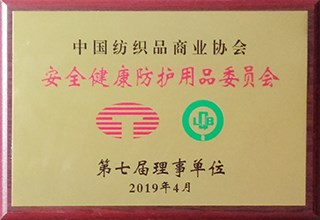 中国纺织品商业协会
安全健康防护用品委员会
第七届理事单位
2019年4月